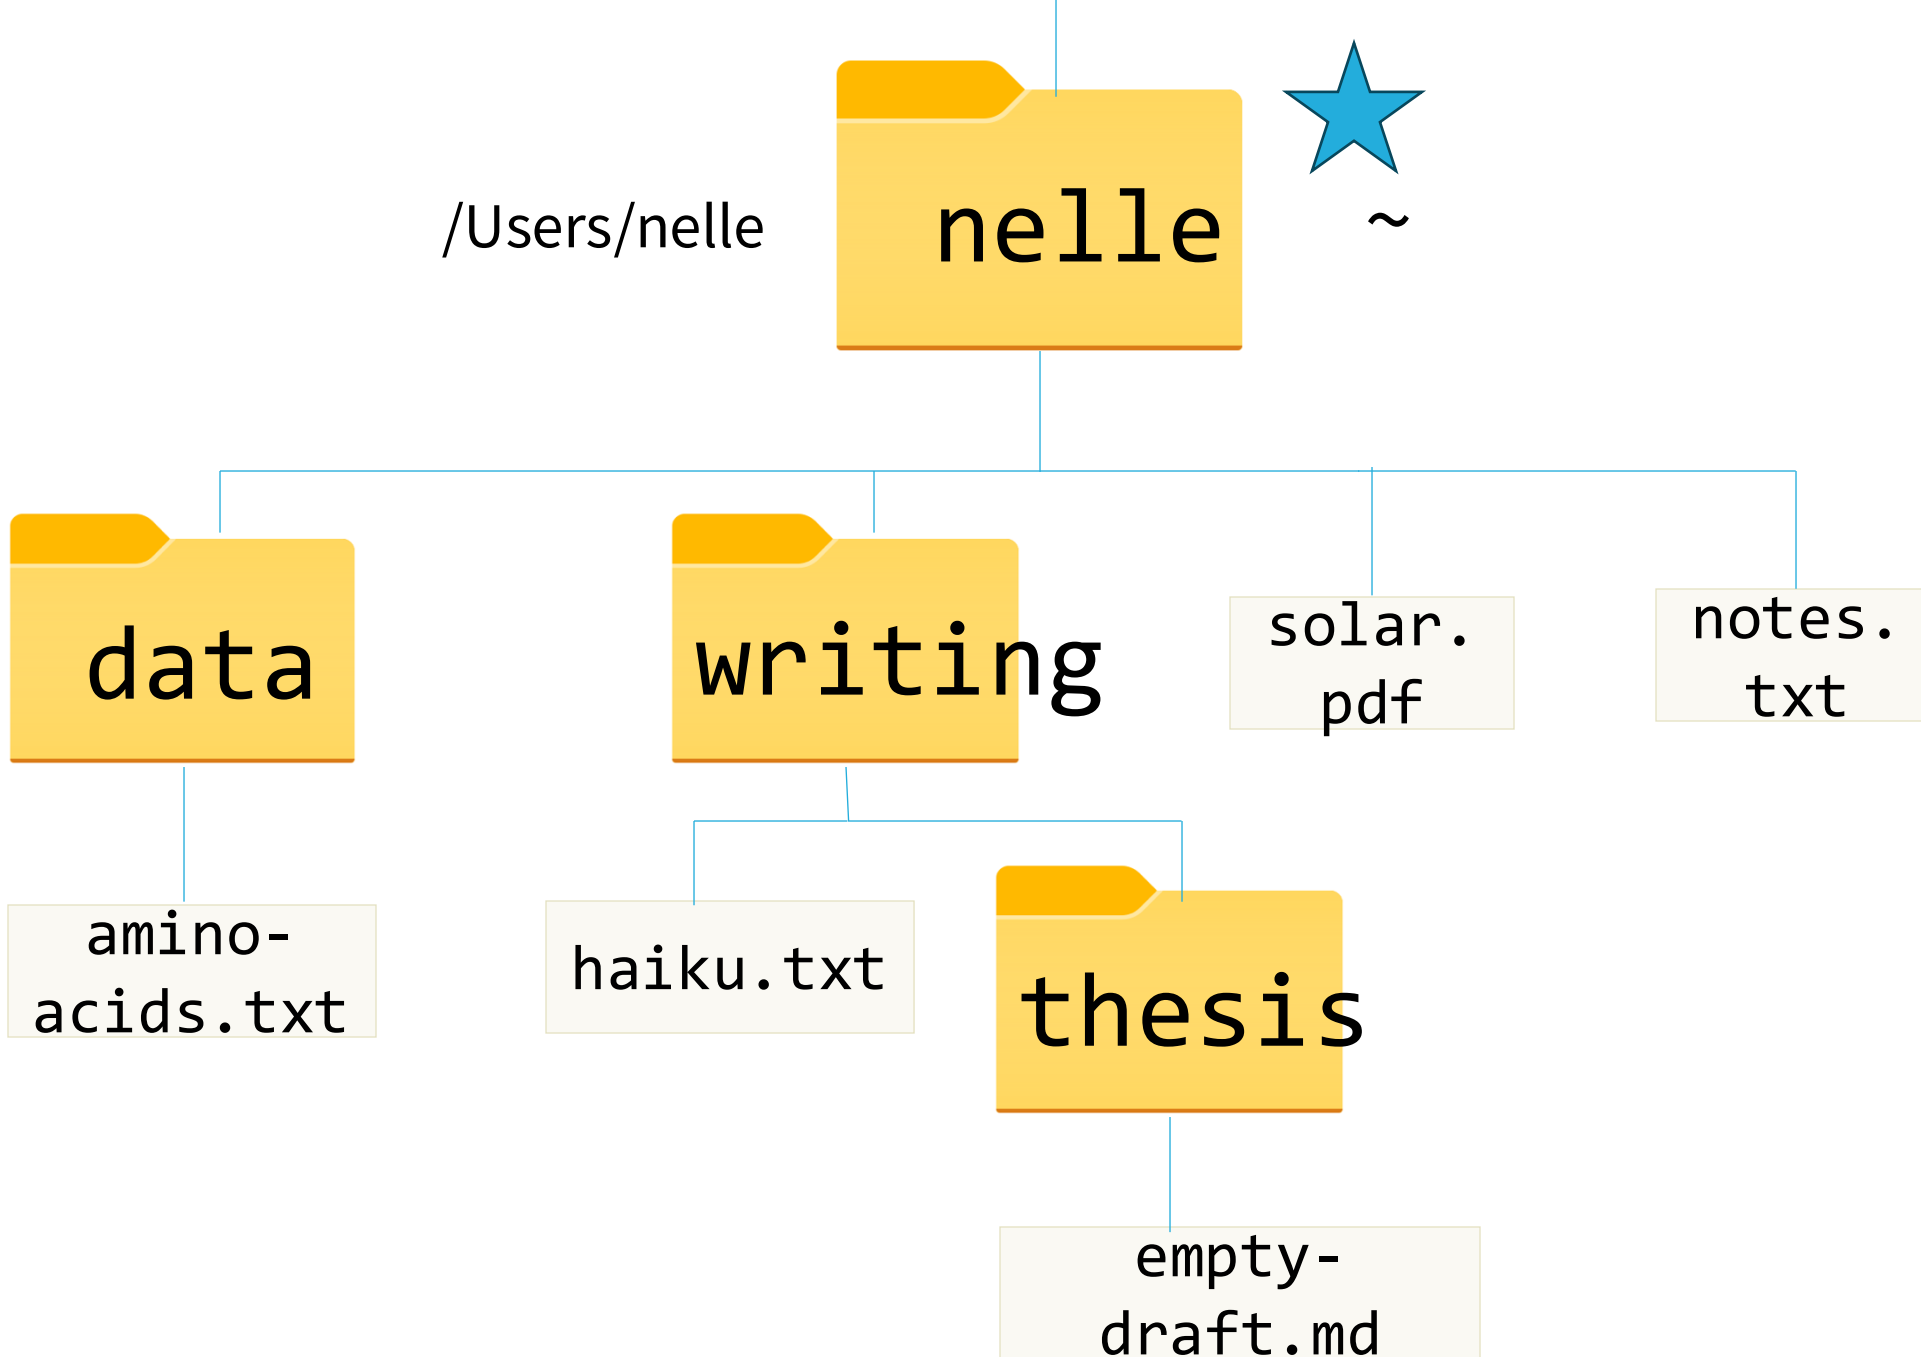 /Users/nelle
nelle
~
data
writing
solar.
pdf
notes.
txt
amino-
acids.txt
haiku.txt
thesis
empty-
draft.md